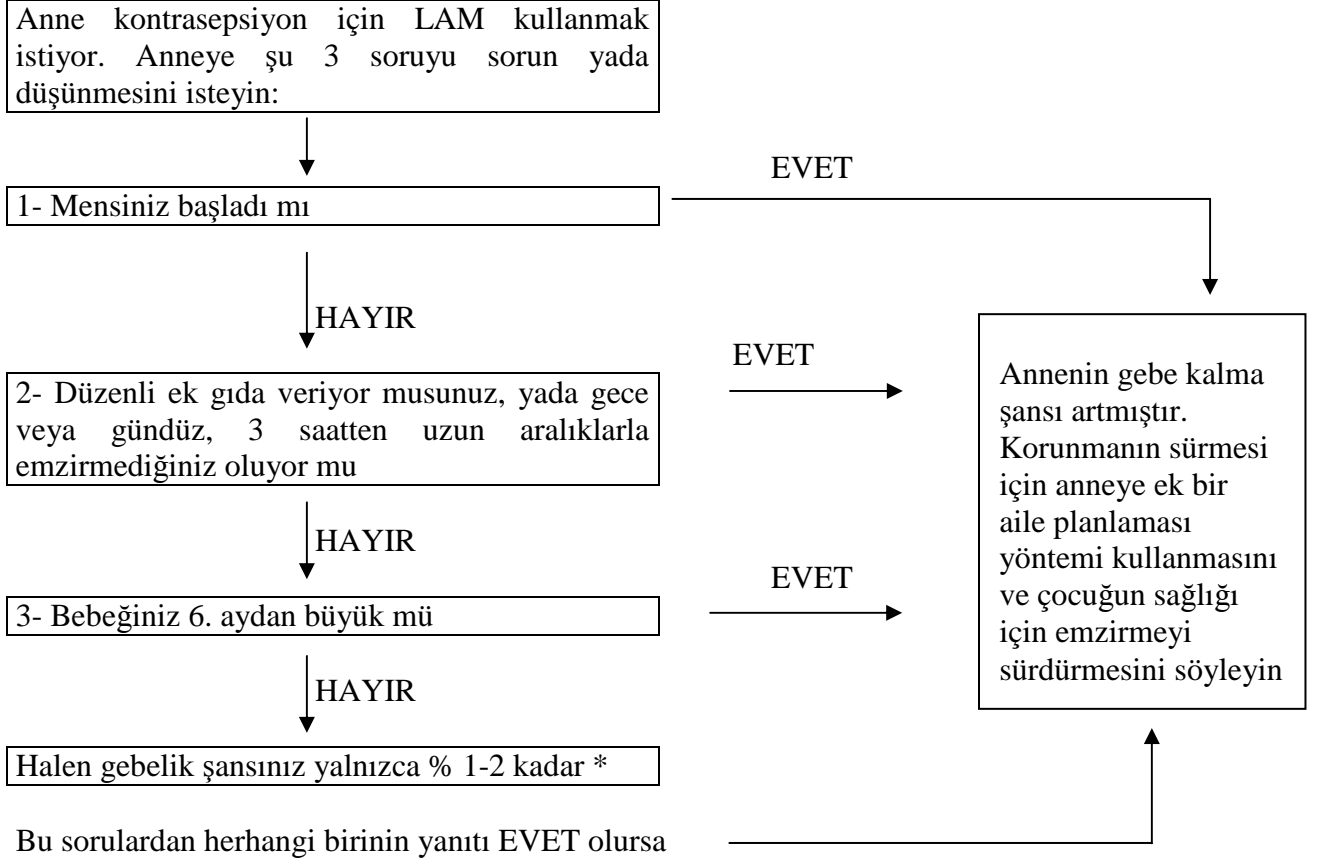 Anne kontrasepsiyon için LAM kullanmak
istiyor. Anneye şu 3 soruyu sorun yada
düşünmesini isteyin:
EVET
1- Mensiniz başladı mı
HAYIR
EVET
2- Düzenli ek gıda veriyor musunuz, yada gece
veya gündüz, 3 saatten uzun aralıklarla
emzirmediğiniz oluyor mu
HAYIR
EVET
3- Bebeğiniz 6. aydan büyük mü
HAYIR
Halen gebelik şansınız yalnızca % 1-2 kadar *
Annenin gebe kalma
şansı artmıştır.
Korunmanın sürmesi
için anneye ek bir
aile planlaması
yöntemi kullanmasını
ve çocuğun sağlığı
için emzirmeyi
sürdürmesini söyleyin
Bu sorulardan herhangi birinin yanıtı EVET olursa